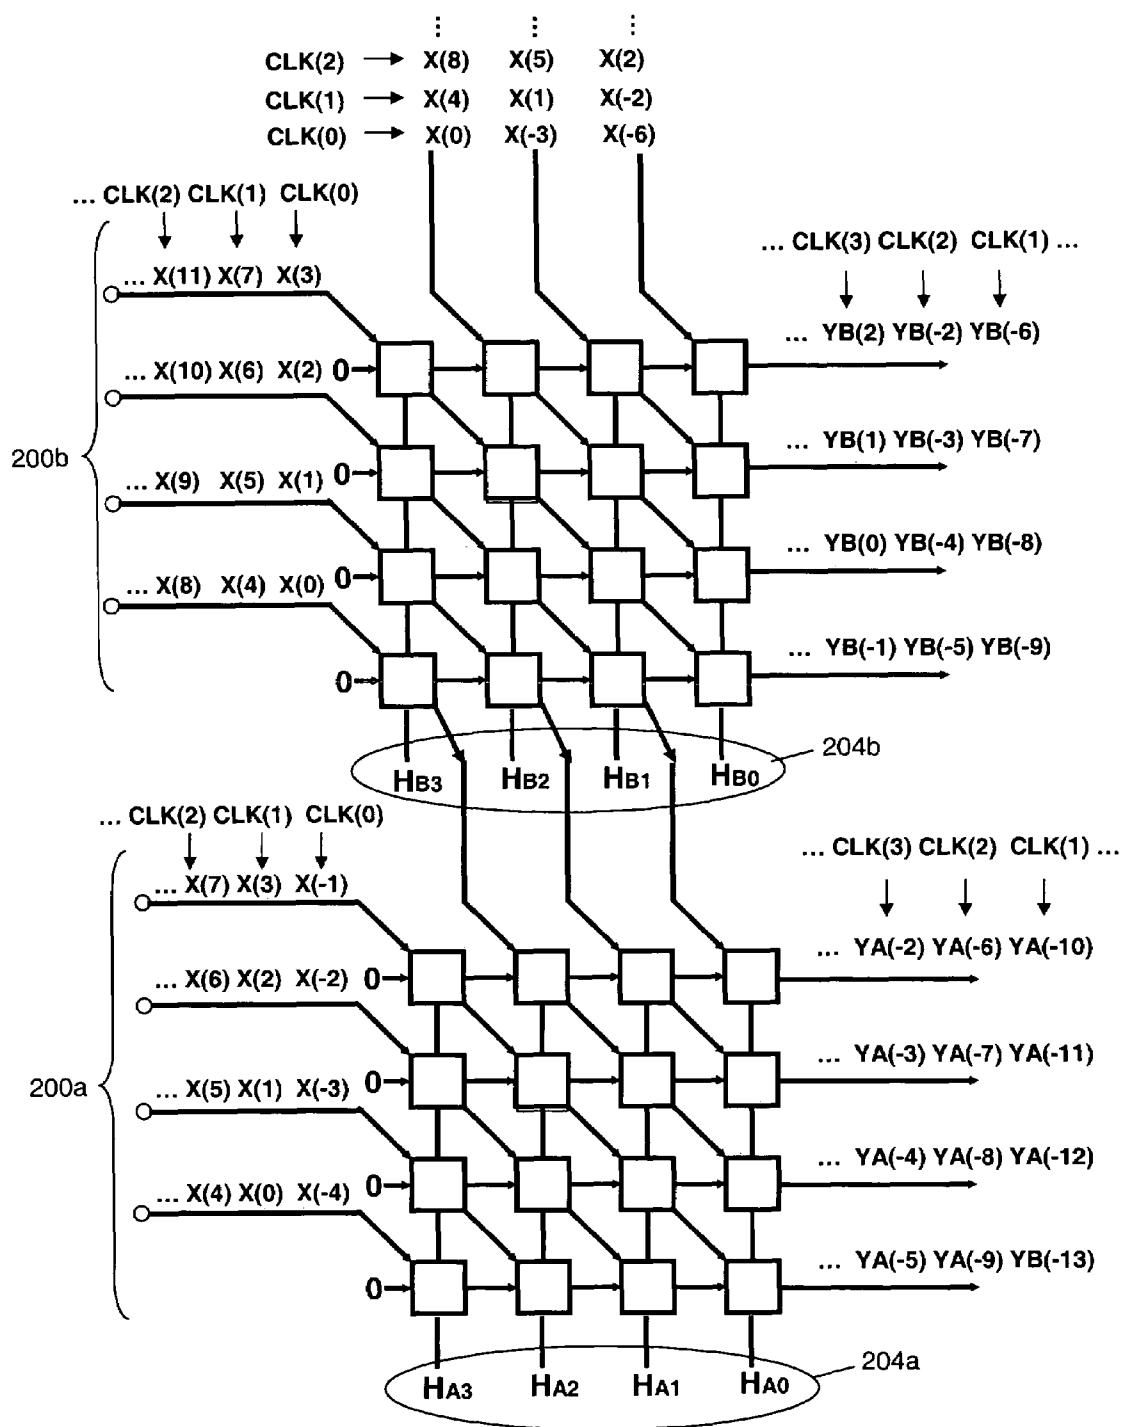 ⋮ ⋮ ⋮
CLK(2) → X(8) X(5) X(2)
CLK(1) → X(4) X(1) X(-2)
CLK(0) → X(0) X(-3) X(-6)
... CLK(2) CLK(1) CLK(0)
... CLK(3) CLK(2) CLK(1) ...
... X(11) X(7) X(3)
... YB(2) YB(-2) YB(-6)
... X(10) X(6) X(2) 0
... YB(1) YB(-3) YB(-7)
200b
... X(9) X(5) X(1) 0
... YB(0) YB(-4) YB(-8)
... X(8) X(4) X(0) 0
... YB(-1) YB(-5) YB(-9)
0
204b
HB3 HB2 HB1 HB0
... CLK(2) CLK(1) CLK(0)
... CLK(3) CLK(2) CLK(1) ...
... X(7) X(3) X(-1)
... YA(-2) YA(-6) YA(-10)
... X(6) X(2) X(-2) 0
... YA(-3) YA(-7) YA(-11)
200a
... X(5) X(1) X(-3) 0
... YA(-4) YA(-8) YA(-12)
... X(4) X(0) X(-4) 0
... YA(-5) YA(-9) YB(-13)
0
204a
HA3 HA2 HA1 HA0